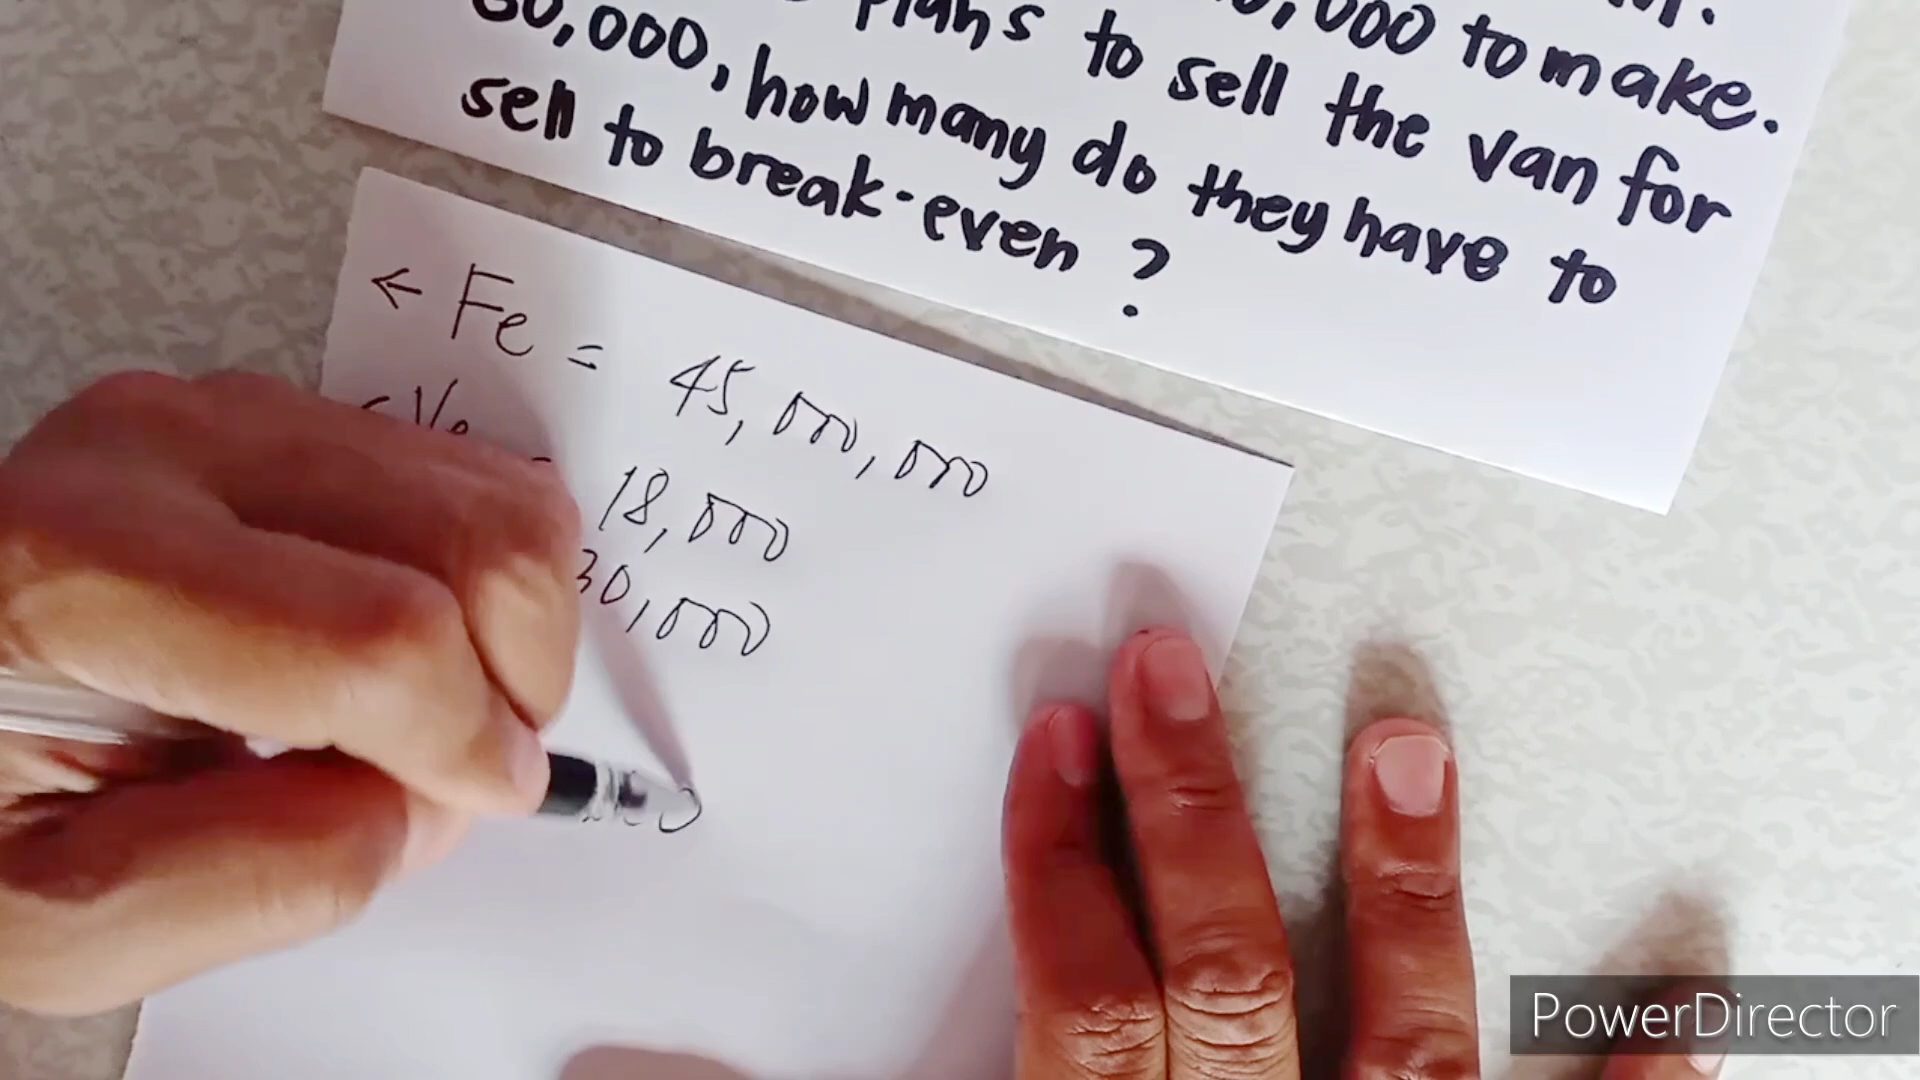 plans to sell the van for
,000 to make.
30,000, how many do they have to
sell to break-even ?
← Fe = 45,000,000
18,000
30,000
PowerDirector